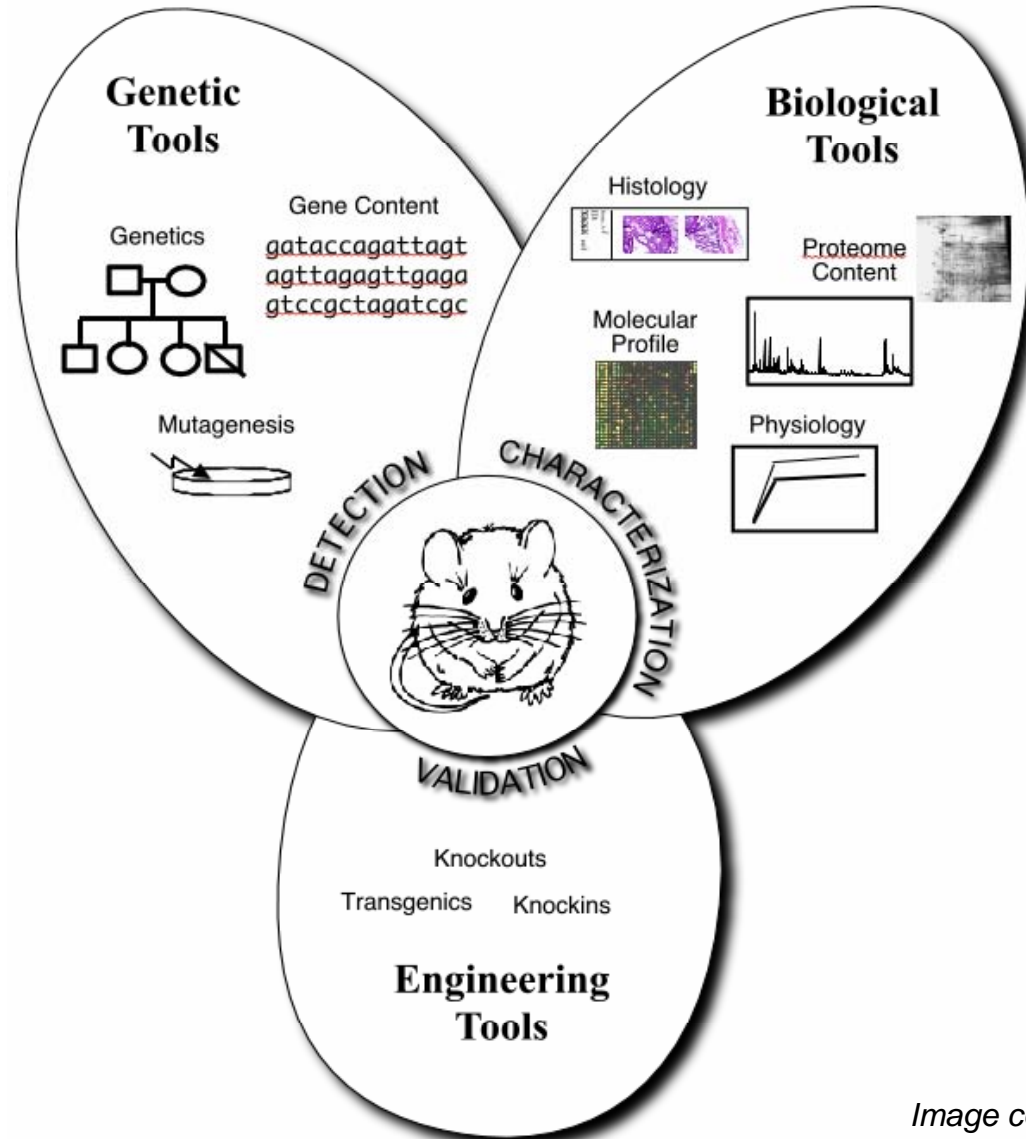 Genetic
Tools
Genetics
Gene Content
gataccagattagt
agttagagttgaga
gtccgctagatcgc
Mutagenesis
Biological
Tools
Histology
Proteome
Content
Molecular
Profile
Physiology
DETECTION
CHARACTERIZATION
VALIDATION
Knockouts
Transgenics Knockins
Engineering
Tools
Image